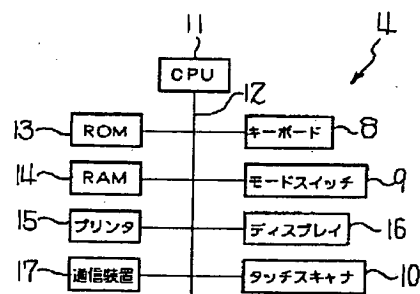 11
4
CPU
12
13 ROM キーボード 8
14 RAM モードスイッチ 9
15 プリンタ ディスプレイ 16
17 通信装置 タッチスキャナ 10